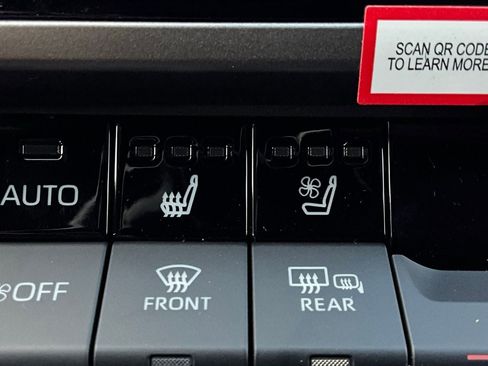 SCAN QR CODE
TO LEARN MORE
AUTO
OFF
FRONT
REAR